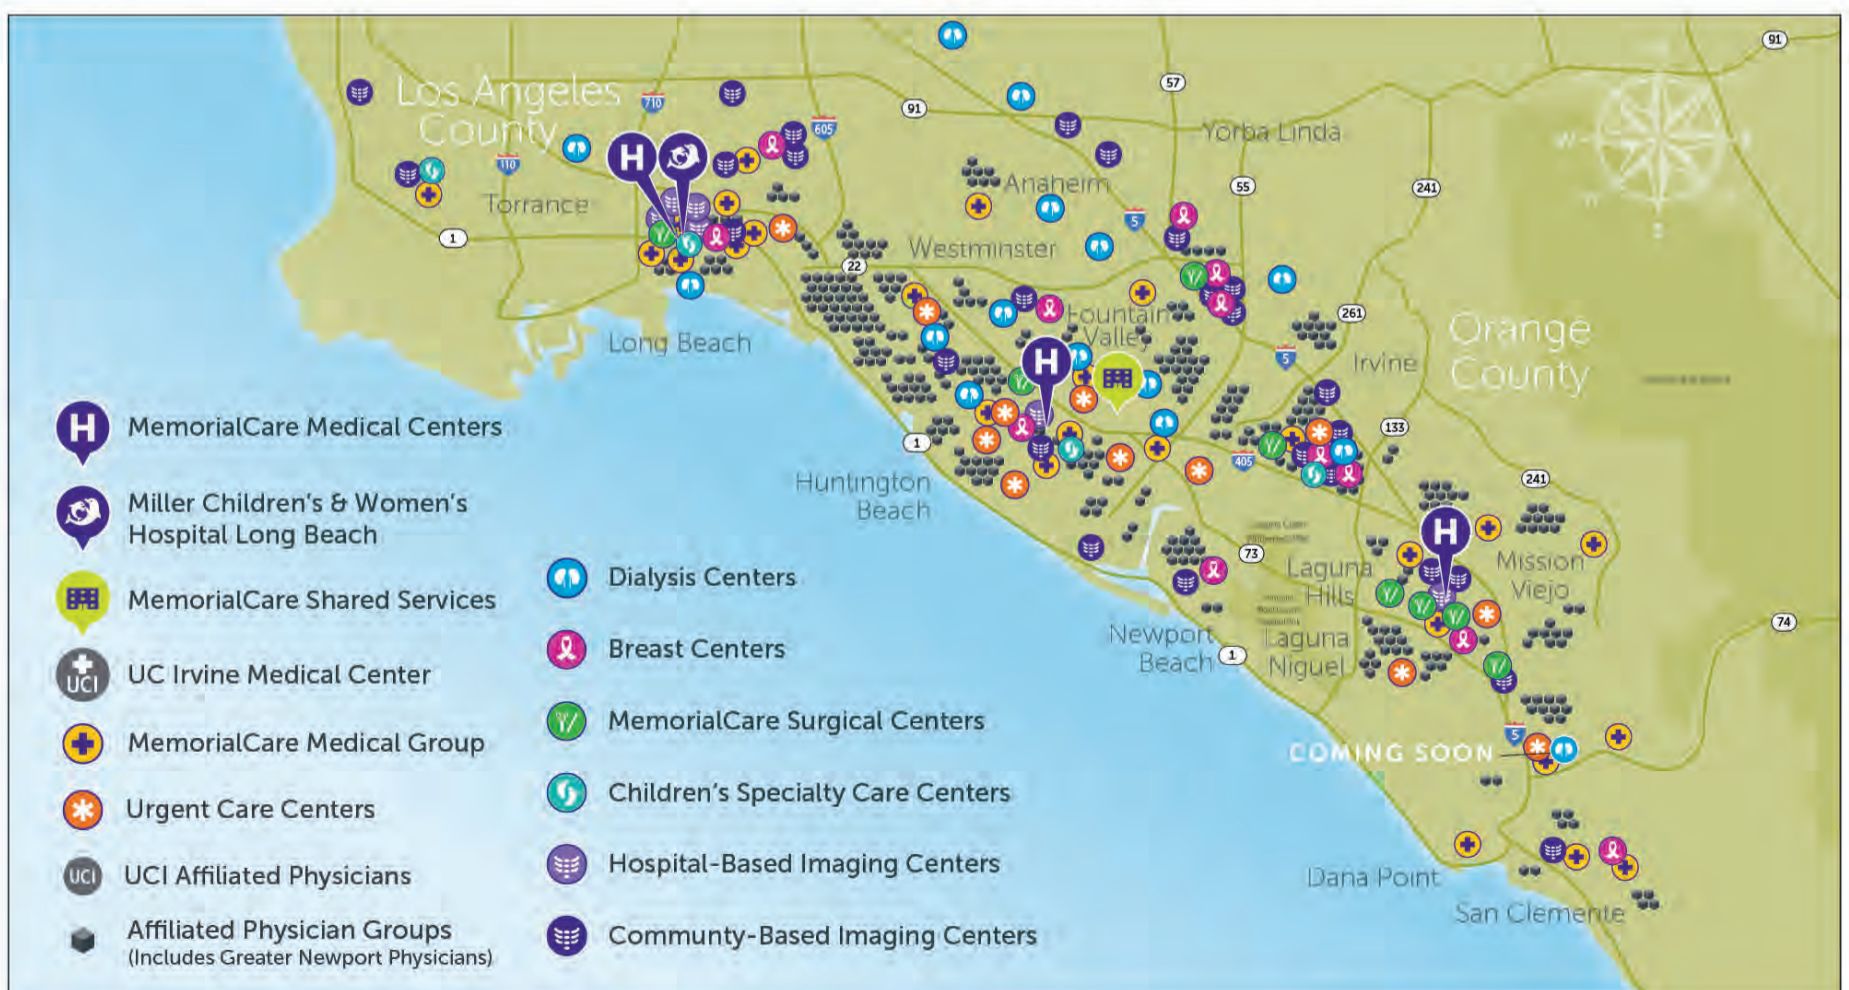 91
57
Los Angeles
County
710
605
91
Yorba Linda
W
110
Anaheim
55
241
Torrance
5
1
Westminster
22
Fountain
Valley
261
Orange
County
Long Beach
5
Irvine
H
H
1
133
405
241
Huntington
Beach
73
H
Laguna
Hills
Mission
Viejo
Newport
Beach
1
Laguna
Niguel
74
5
COMING SOON
Dana Point
San Clemente
H
MemorialCare Medical Centers
Miller Children's & Women's
Hospital Long Beach
MemorialCare Shared Services
UCI
UC Irvine Medical Center
MemorialCare Medical Group
Urgent Care Centers
UCI
UCI Affiliated Physicians
Affiliated Physician Groups
(Includes Greater Newport Physicians)
Dialysis Centers
Breast Centers
MemorialCare Surgical Centers
Children's Specialty Care Centers
Hospital-Based Imaging Centers
Communty-Based Imaging Centers